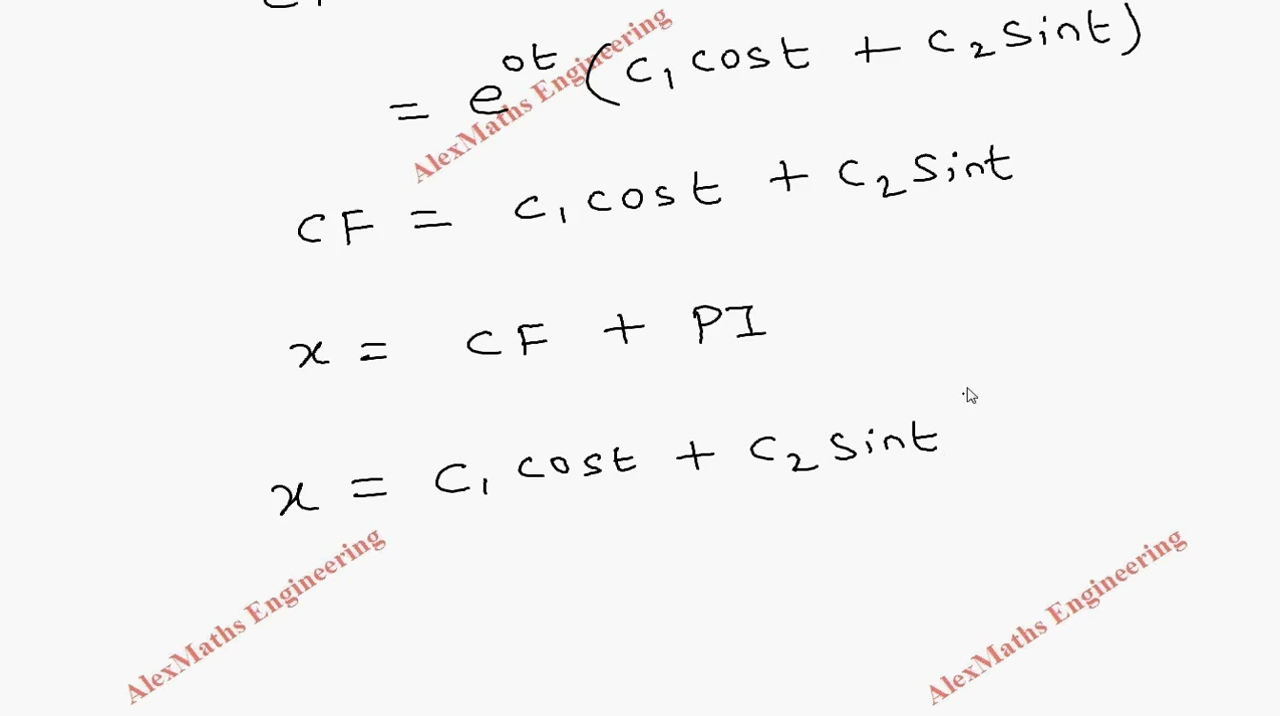 = e^{0t} (C₁ cost + C₂ sint)
AlexMaths Engineering
CF = C₁ cost + C₂ sint
x = CF + PI
x = C₁ cost + C₂ sint
AlexMaths Engineering
AlexMaths Engineering